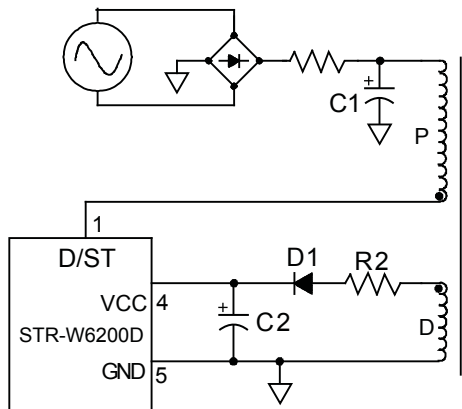 +
C1
P
1
D/ST
D1
R2
VCC 4
+
C2
D
STR-W6200D
GND 5